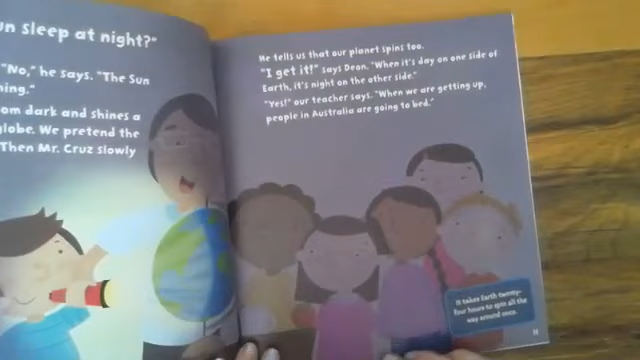 un sleep at night?"
"No," he says. "The Sun
ning."
om dark and shines a
globe. We pretend the
Then Mr. Cruz slowly
He tells us that our planet spins too.
"I get it!" says Deon. "When it's day on one side of
Earth, it's night on the other side."
"Yes!" our teacher says. "When we are getting up,
people in Australia are going to bed."
It takes Earth twenty-
four hours to spin all the
way around once.